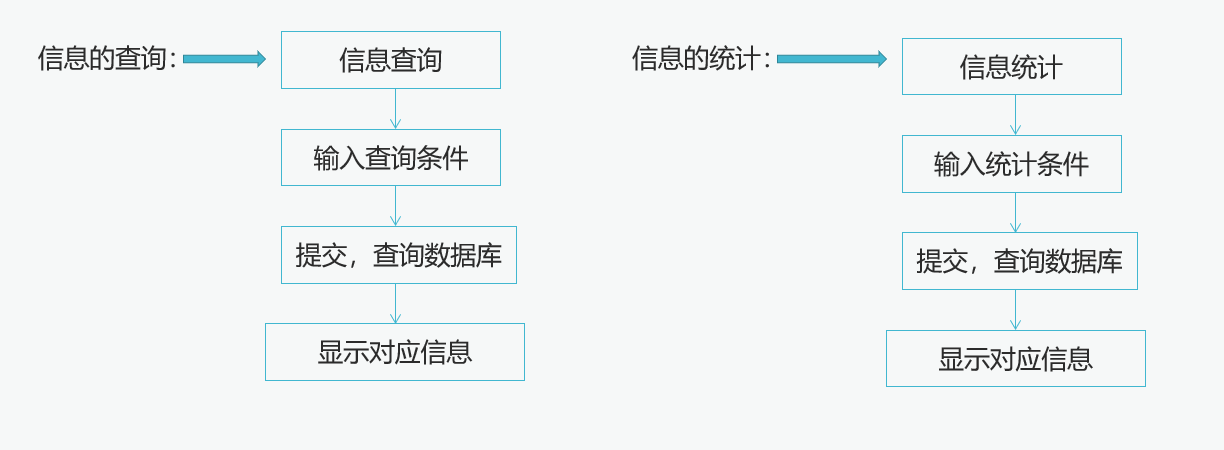 信息的查询：
信息查询
输入查询条件
提交，查询数据库
显示对应信息
信息的统计：
信息统计
输入统计条件
提交，查询数据库
显示对应信息